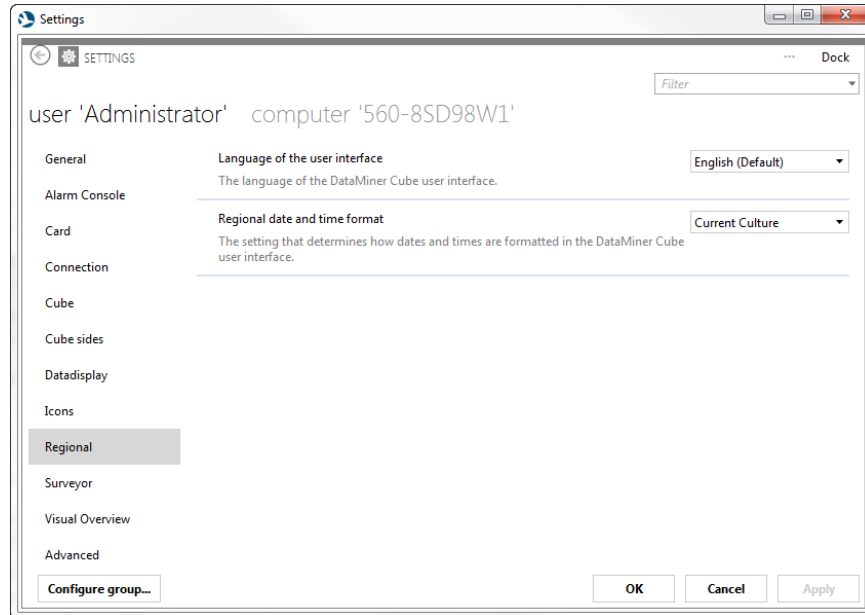 Settings
SETTINGS
... Dock
Filter
user 'Administrator' computer '560-8SD98W1'
General
Alarm Console
Card
Connection
Cube
Cube sides
Datadisplay
Icons
Regional
Surveyor
Visual Overview
Advanced
Language of the user interface
English (Default)
The language of the DataMiner Cube user interface.
Regional date and time format
Current Culture
The setting that determines how dates and times are formatted in the DataMiner Cube
user interface.
Configure group...
OK
Cancel
Apply